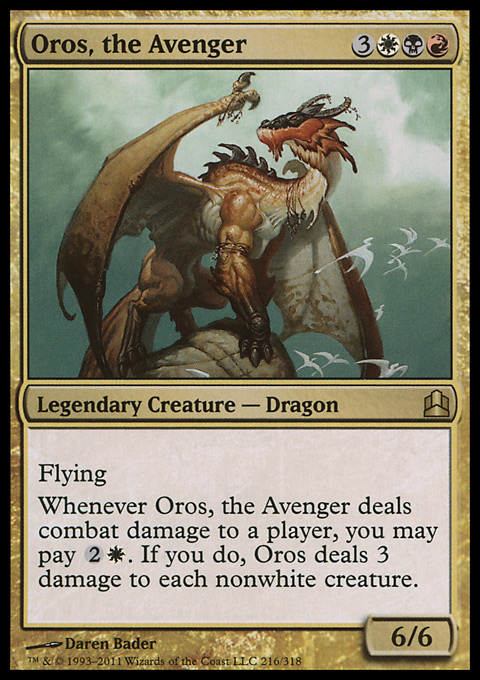 Oros, the Avenger 3
Legendary Creature — Dragon
Flying
Whenever Oros, the Avenger deals
combat damage to a player, you may
pay 2. If you do, Oros deals 3
damage to each nonwhite creature.
Daren Bader
6/6
™ & © 1993–2011 Wizards of the Coast LLC 216/318